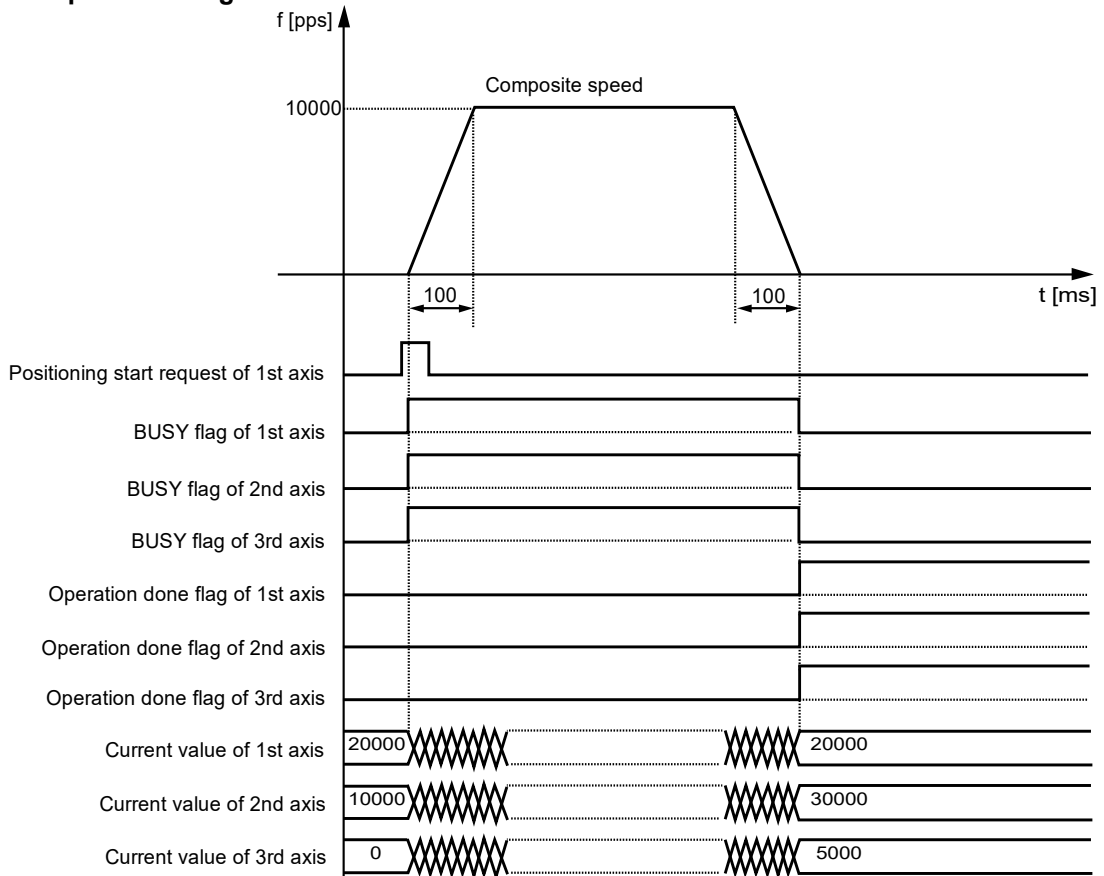 f [pps]
Composite speed
10000
100
100
t [ms]
Positioning start request of 1st axis
BUSY flag of 1st axis
BUSY flag of 2nd axis
BUSY flag of 3rd axis
Operation done flag of 1st axis
Operation done flag of 2nd axis
Operation done flag of 3rd axis
Current value of 1st axis 20000 20000
Current value of 2nd axis 10000 30000
Current value of 3rd axis 0 5000